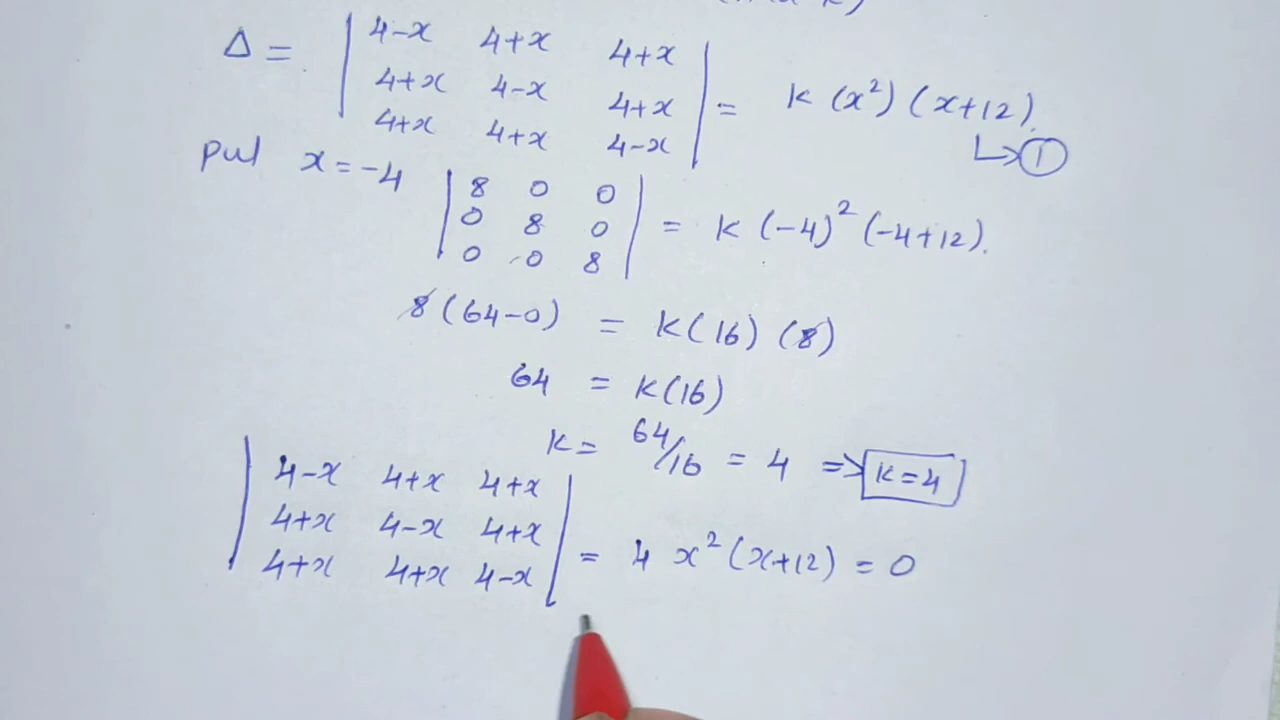 Δ = | 4-x 4+x 4+x |
| 4+x 4-x 4+x | = k (x²) (x+12)
| 4+x 4+x 4-x | ↳ ①
put x = -4
| 8 0 0 |
| 0 8 0 | = k (-4)² (-4+12).
| 0 0 8 |
8 (64-0) = k(16) (8)
64 = k(16)
k = 64/16 = 4 ⇒ k=4
| 4-x 4+x 4+x |
| 4+x 4-x 4+x | = 4 x² (x+12) = 0
| 4+x 4+x 4-x |